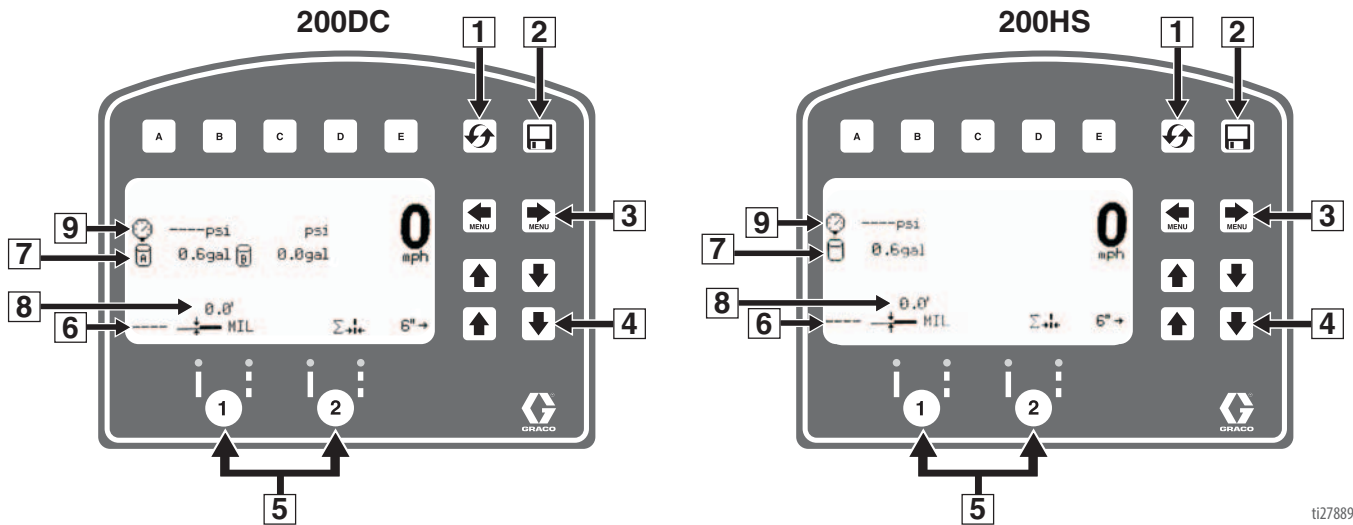 200DC
1
2
A B C D E
9
----psi psi
0
mph
MENU MENU
3
7
A 0.6gal B 0.0gal
8
0.0'
6
---- MIL Σ 6"
4
1 2
GRACO
5
200HS
1
2
A B C D E
9
----psi
0
mph
MENU MENU
3
7
0.6gal
8
0.0'
6
---- MIL Σ 6"
4
1 2
GRACO
5
ti27889